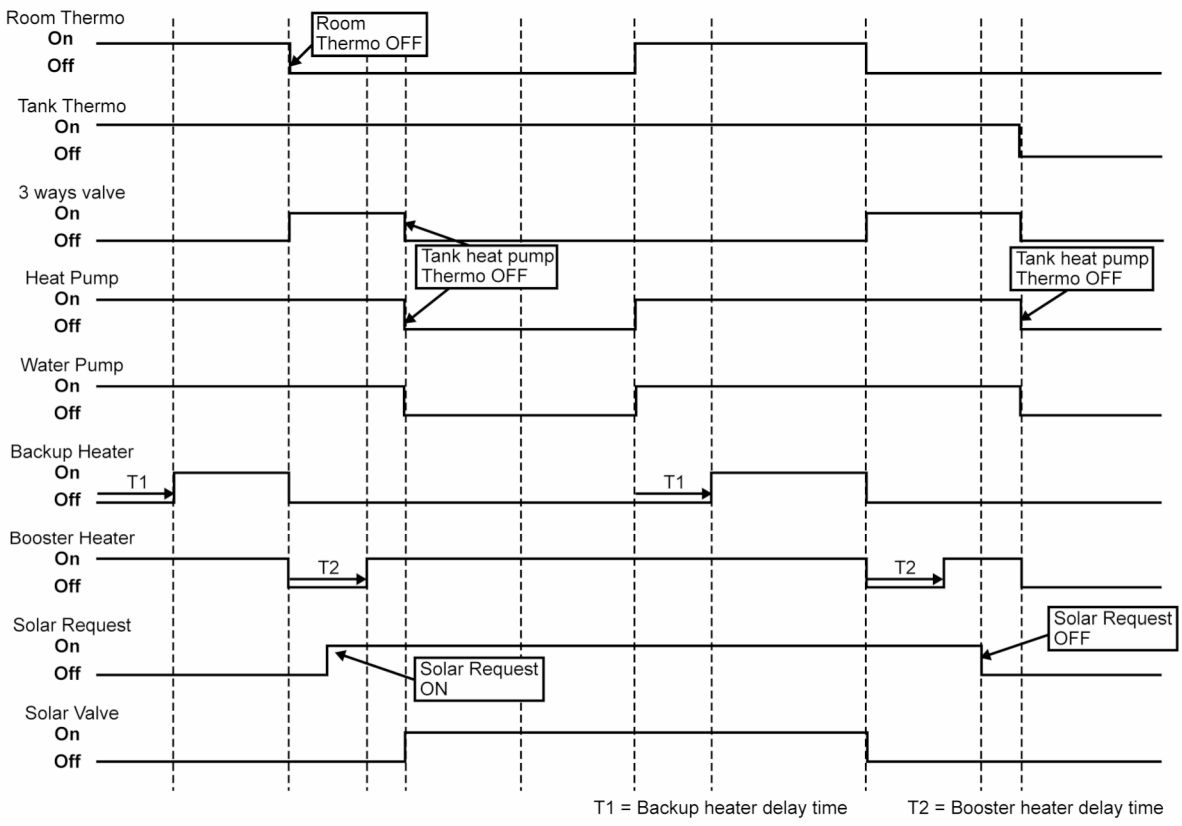 Room Thermo
On
Off
Room
Thermo OFF
Tank Thermo
On
Off
3 ways valve
On
Off
Tank heat pump
Thermo OFF
Tank heat pump
Thermo OFF
Heat Pump
On
Off
Water Pump
On
Off
Backup Heater
On
T1
T1
Off
Booster Heater
On
T2
T2
Off
Solar Request
On
Off
Solar Request
OFF
Solar Request
ON
Solar Valve
On
Off
T1 = Backup heater delay time
T2 = Booster heater delay time